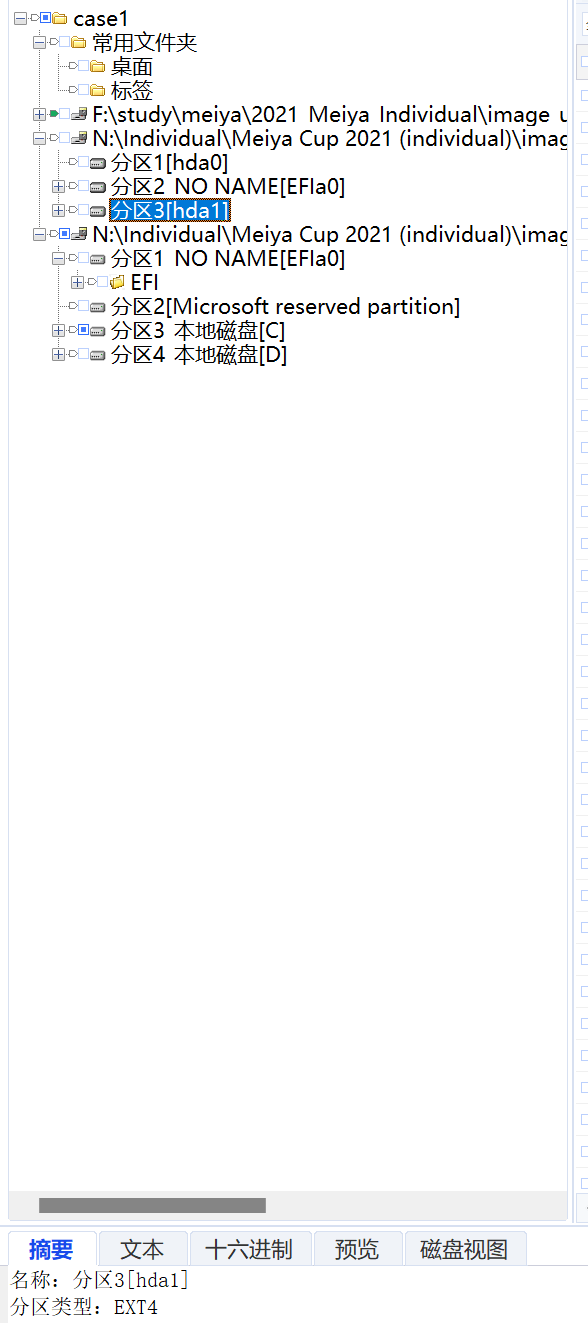 case1
常用文件夹
桌面
标签
F:\study\meiya\2021 Meiya Individual\image
N:\Individual\Meiya Cup 2021 (individual)\imag
分区1[hda0]
分区2 NO NAME[EFIa0]
分区3[hda1]
N:\Individual\Meiya Cup 2021 (individual)\imag
分区1 NO NAME[EFIa0]
EFI
分区2[Microsoft reserved partition]
分区3 本地磁盘[C]
分区4 本地磁盘[D]
摘要 文本 十六进制 预览 磁盘视图
名称: 分区3[hda1]
分区类型: EXT4